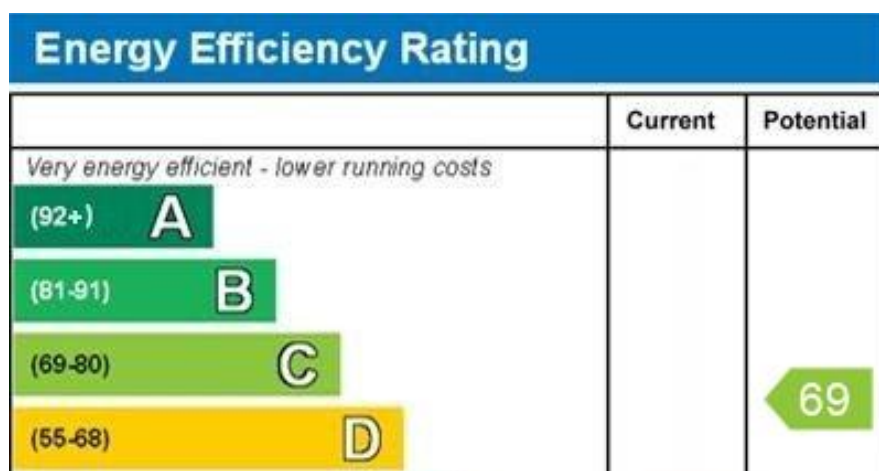 Energy Efficiency Rating
Current Potential
Very energy efficient - lower running costs
(92+) A
(81-91) B
(69-80) C
69
(55-68) D